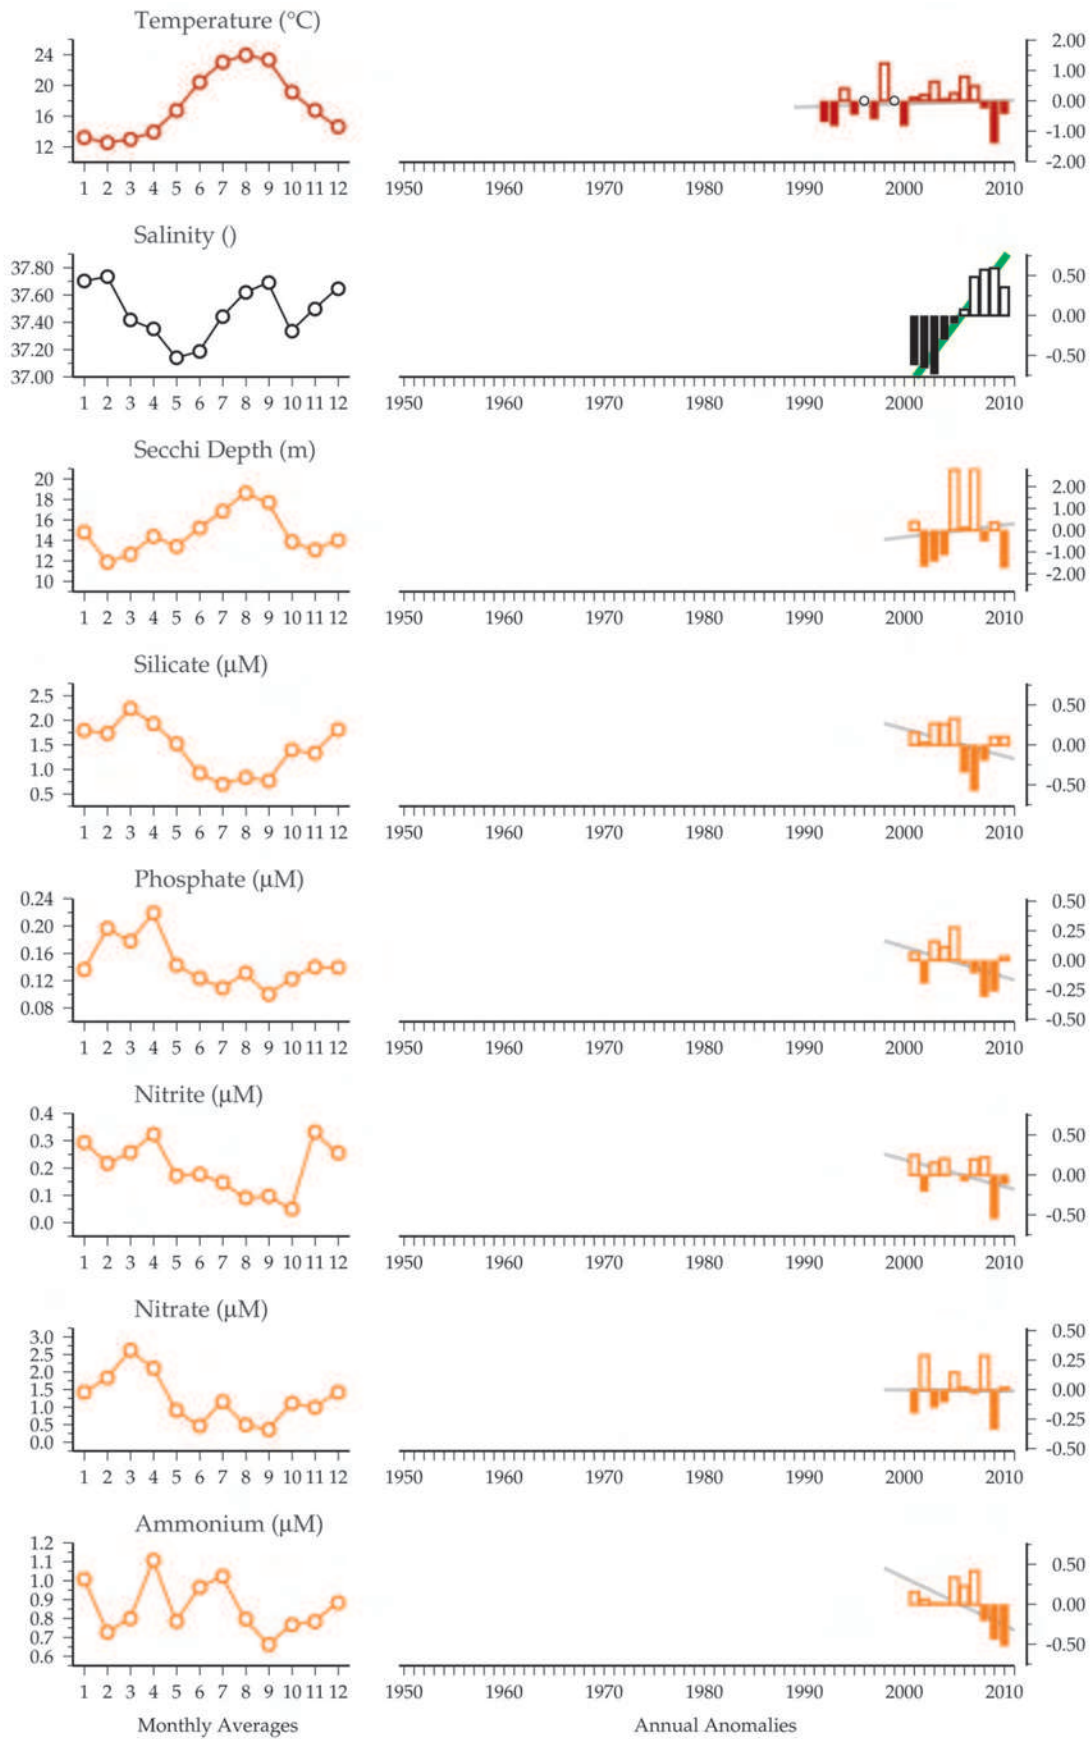 Temperature (°C)
24
20
16
12
2.00
1.00
0.00
-1.00
-2.00
1 2 3 4 5 6 7 8 9 10 11 12
1950 1960 1970 1980 1990 2000 2010
Salinity ()
37.80
37.60
37.40
37.20
37.00
0.50
0.00
-0.50
1 2 3 4 5 6 7 8 9 10 11 12
1950 1960 1970 1980 1990 2000 2010
Secchi Depth (m)
20
18
16
14
12
10
2.00
1.00
0.00
-1.00
-2.00
1 2 3 4 5 6 7 8 9 10 11 12
1950 1960 1970 1980 1990 2000 2010
Silicate (µM)
2.5
2.0
1.5
1.0
0.5
0.50
0.00
-0.50
1 2 3 4 5 6 7 8 9 10 11 12
1950 1960 1970 1980 1990 2000 2010
Phosphate (µM)
0.24
0.20
0.16
0.12
0.08
0.50
0.25
0.00
-0.25
-0.50
1 2 3 4 5 6 7 8 9 10 11 12
1950 1960 1970 1980 1990 2000 2010
Nitrite (µM)
0.4
0.3
0.2
0.1
0.0
0.50
0.00
-0.50
1 2 3 4 5 6 7 8 9 10 11 12
1950 1960 1970 1980 1990 2000 2010
Nitrate (µM)
3.0
2.5
2.0
1.5
1.0
0.5
0.0
0.50
0.25
0.00
-0.25
-0.50
1 2 3 4 5 6 7 8 9 10 11 12
1950 1960 1970 1980 1990 2000 2010
Ammonium (µM)
1.2
1.1
1.0
0.9
0.8
0.7
0.6
0.50
0.00
-0.50
1 2 3 4 5 6 7 8 9 10 11 12
1950 1960 1970 1980 1990 2000 2010
Monthly Averages
Annual Anomalies